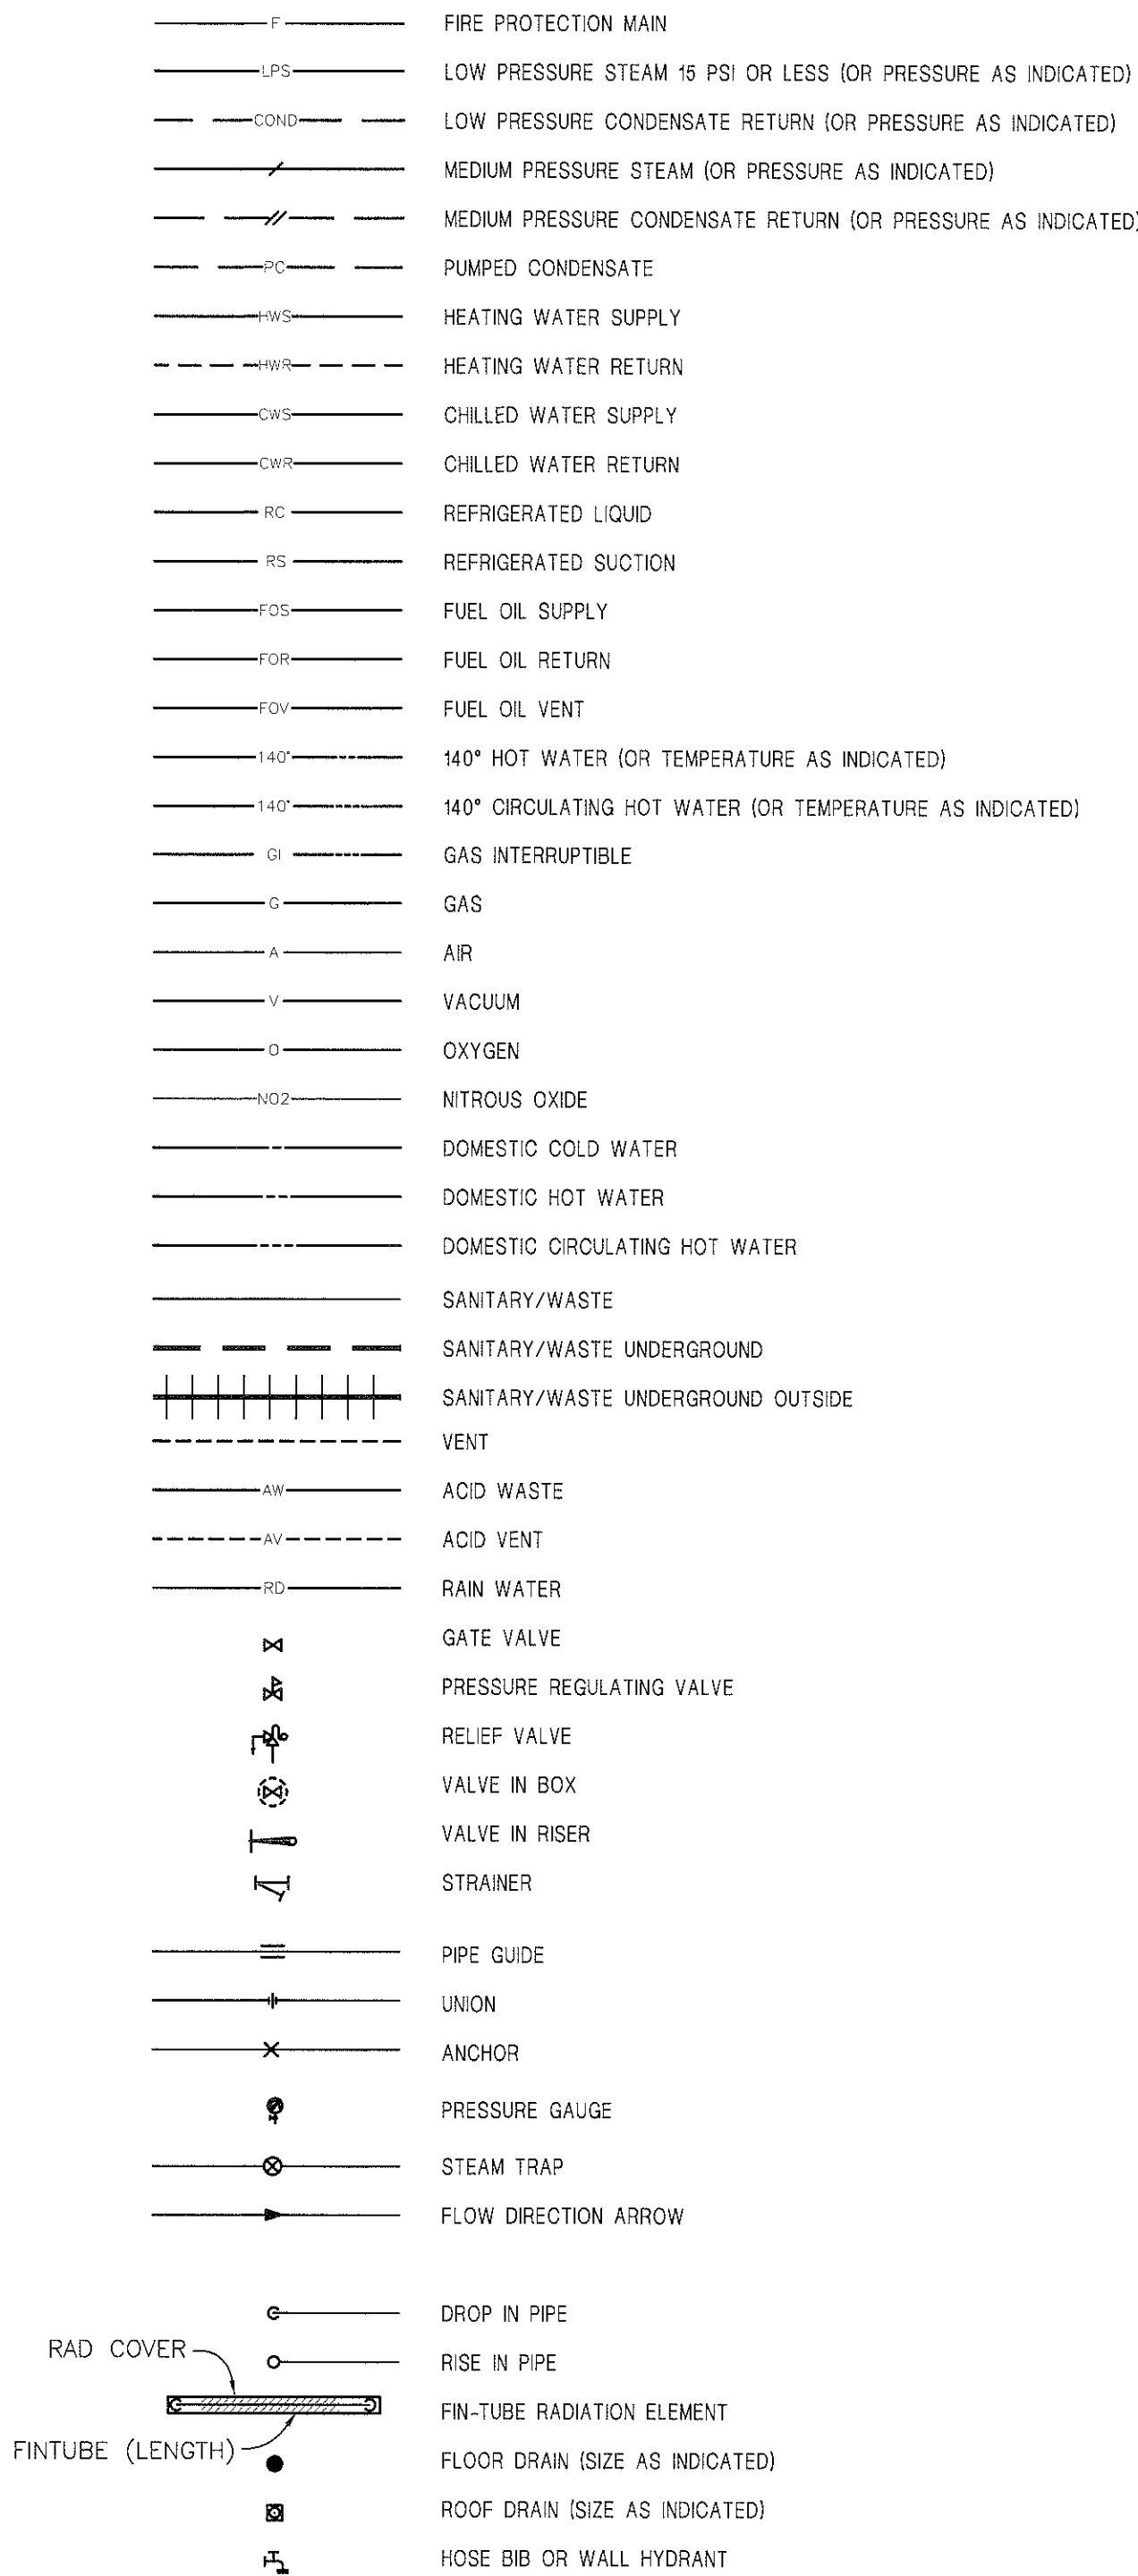 F FIRE PROTECTION MAIN
LPS LOW PRESSURE STEAM 15 PSI OR LESS (OR PRESSURE AS INDICATED)
COND LOW PRESSURE CONDENSATE RETURN (OR PRESSURE AS INDICATED)
MEDIUM PRESSURE STEAM (OR PRESSURE AS INDICATED)
MEDIUM PRESSURE CONDENSATE RETURN (OR PRESSURE AS INDICATED)
PC PUMPED CONDENSATE
HWS HEATING WATER SUPPLY
HWR HEATING WATER RETURN
CWS CHILLED WATER SUPPLY
CWR CHILLED WATER RETURN
RC REFRIGERATED LIQUID
RS REFRIGERATED SUCTION
FOS FUEL OIL SUPPLY
FOR FUEL OIL RETURN
FOV FUEL OIL VENT
140° 140° HOT WATER (OR TEMPERATURE AS INDICATED)
140° 140° CIRCULATING HOT WATER (OR TEMPERATURE AS INDICATED)
GI GAS INTERRUPTIBLE
G GAS
A AIR
V VACUUM
O OXYGEN
NO2 NITROUS OXIDE
DOMESTIC COLD WATER
DOMESTIC HOT WATER
DOMESTIC CIRCULATING HOT WATER
SANITARY/WASTE
SANITARY/WASTE UNDERGROUND
SANITARY/WASTE UNDERGROUND OUTSIDE
VENT
AW ACID WASTE
AV ACID VENT
RD RAIN WATER
GATE VALVE
PRESSURE REGULATING VALVE
RELIEF VALVE
VALVE IN BOX
VALVE IN RISER
STRAINER
PIPE GUIDE
UNION
ANCHOR
PRESSURE GAUGE
STEAM TRAP
FLOW DIRECTION ARROW
DROP IN PIPE
RAD COVER
RISE IN PIPE
FIN-TUBE RADIATION ELEMENT
FINTUBE (LENGTH)
FLOOR DRAIN (SIZE AS INDICATED)
ROOF DRAIN (SIZE AS INDICATED)
HOSE BIB OR WALL HYDRANT